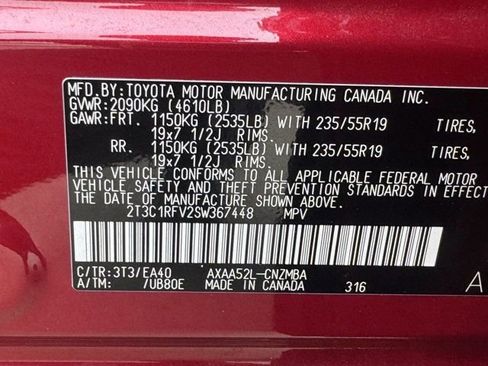 MFD.BY:TOYOTA MOTOR MANUFACTURING CANADA INC.
GVWR:2090KG (4610LB)
GAWR:FRT. 1150KG (2535LB) WITH 235/55R19 TIRES,
19x7 1/2J RIMS.
RR. 1150KG (2535LB) WITH 235/55R19 TIRES,
19x7 1/2J RIMS.
THIS VEHICLE CONFORMS TO ALL APPLICABLE FEDERAL MOTOR
VEHICLE SAFETY AND THEFT PREVENTION STANDARDS IN EFFECT
THE DATE OF MANUFACTURE SHOWN ABOVE.
2T3C1RFV2SW367448 MPV
C/TR:3T3/EA40 AXAA52L-CNZMBA
A/TM: /UB80E MADE IN CANADA 316 A